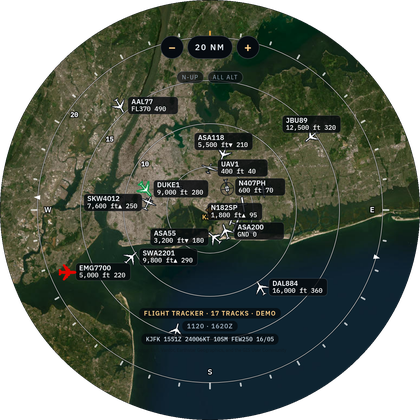 − 20 NM +
N-UP ALL ALT
AAL77
FL370 490
20
JBU89
12,500 ft 320
15
ASA118
5,500 ft▾ 210
10
UAV1
400 ft 40
DUKE1
9,000 ft 280
N407PH
600 ft 70
SKW4012
7,600 ft▴ 250
N1825P
1,800 ft▴ 95
W
E
ASA55
3,200 ft▾ 180
ASA200
GND 0
SWA2201
9,800 ft▴ 290
EMG7700
5,000 ft 220
DAL884
16,000 ft 360
FLIGHT TRACKER · 17 TRACKS · DEMO
1120 · 1620Z
KJFK 1551Z 24006KT 10SM FEW250 16/05
S